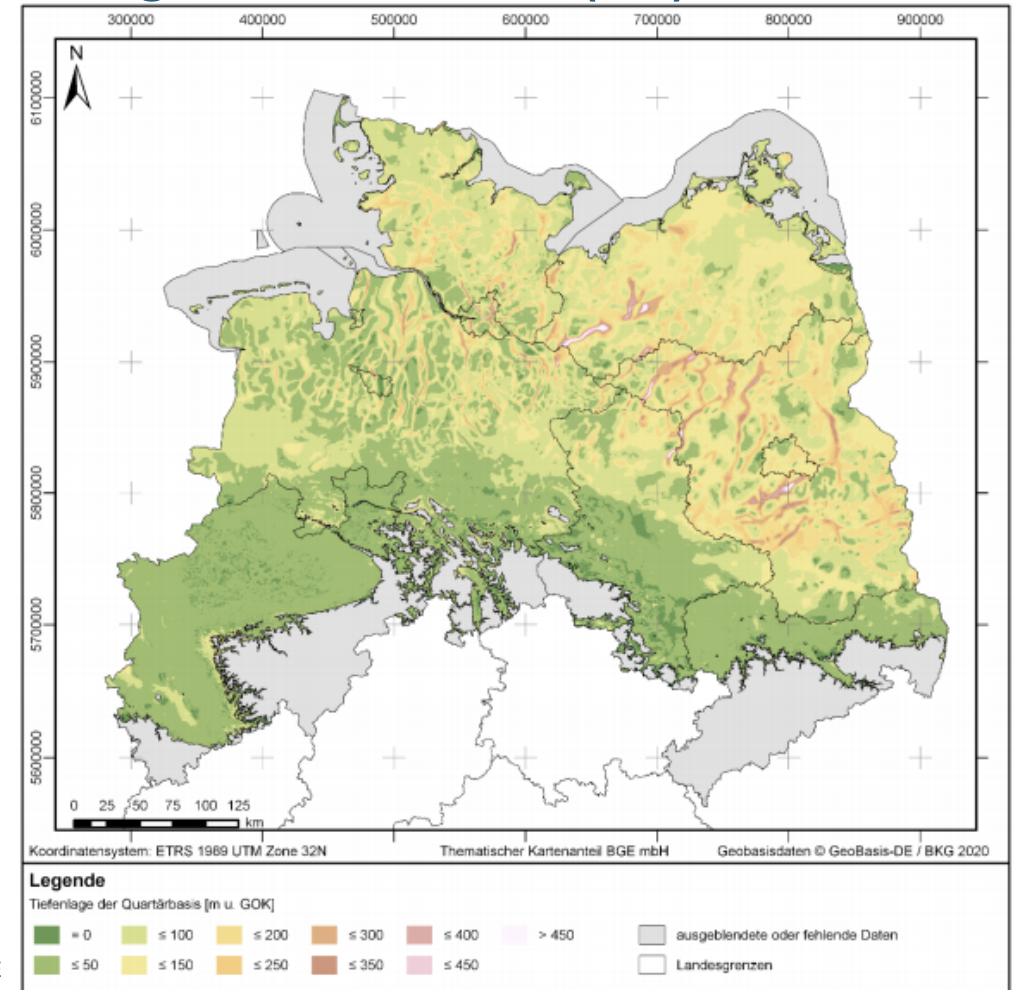 300000 400000 500000 600000 700000 800000 900000
N
6100000
6000000
5900000
5800000
5700000
5600000
0 25 50 75 100 125
km
Koordinatensystem: ETRS 1989 UTM Zone 32N Thematischer Kartenanteil BGE mbH Geobasisdaten © GeoBasis-DE / BKG 2020
Legende
Tiefenlage der Quartärbasis [m u. GOK]
= 0 ≤ 100 ≤ 200 ≤ 300 ≤ 400 > 450 ausgeblendete oder fehlende Daten
≤ 50 ≤ 150 ≤ 250 ≤ 350 ≤ 450 Landesgrenzen